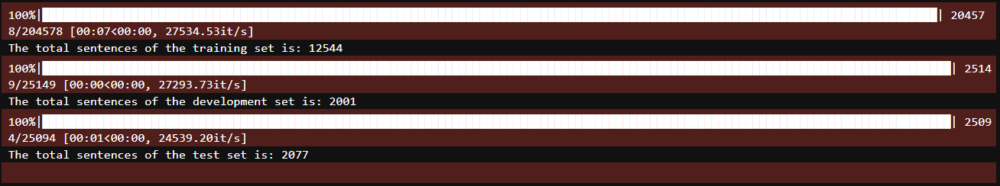 100%|██████████| 20457
8/204578 [00:07<00:00, 27534.53it/s]
The total sentences of the training set is: 12544
100%|██████████| 2514
9/25149 [00:00<00:00, 27293.73it/s]
The total sentences of the development set is: 2001
100%|██████████| 2509
4/25094 [00:01<00:00, 24539.20it/s]
The total sentences of the test set is: 2077